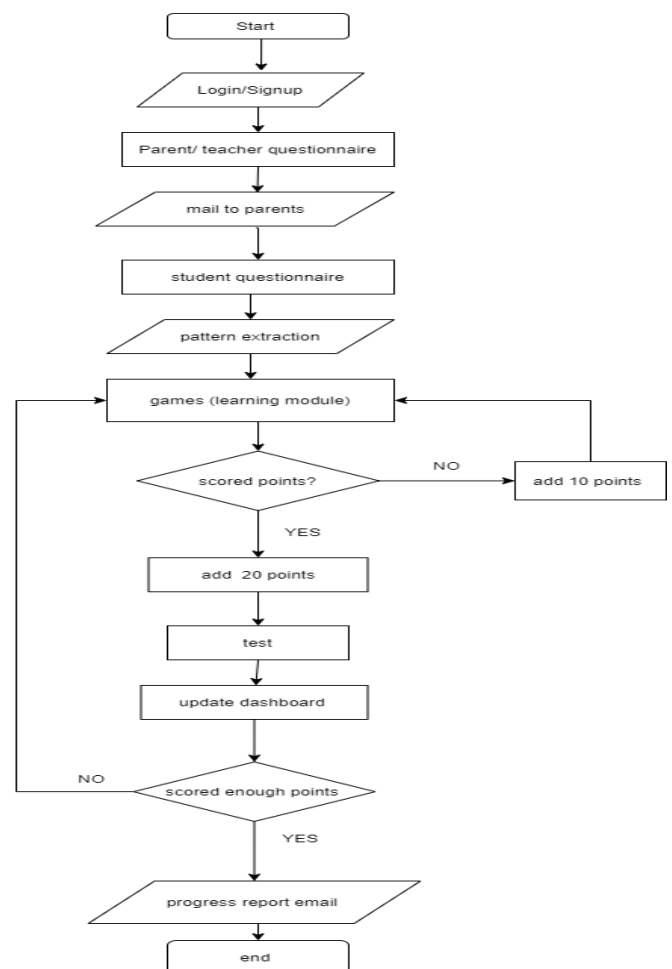 Start
Login/Signup
Parent/ teacher questionnaire
mail to parents
student questionnaire
pattern extraction
games (learning module)
scored points?
NO
add 10 points
YES
add 20 points
test
update dashboard
NO
scored enough points
YES
progress report email
end